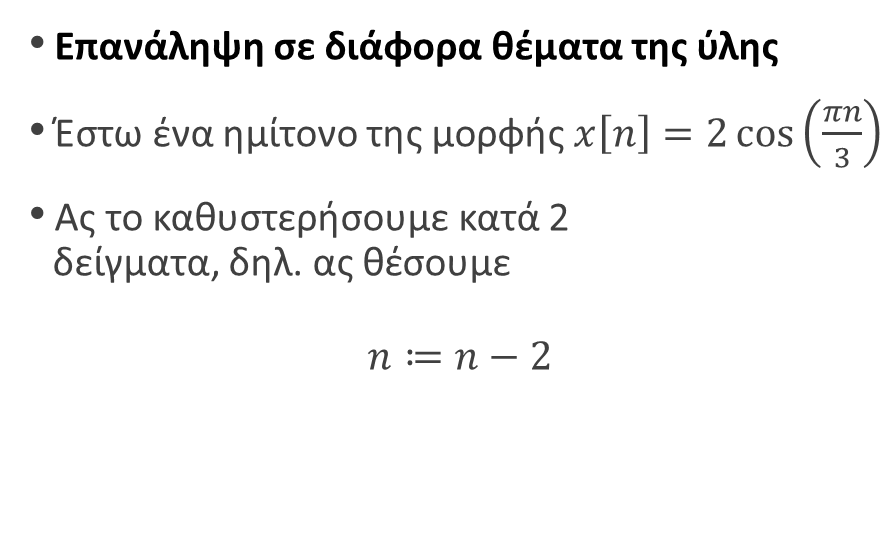 • Επανάληψη σε διάφορα θέματα της ύλης
• Έστω ένα ημίτονο της μορφής x[n] = 2 cos(πn/3)
• Ας το καθυστερήσουμε κατά 2
δείγματα, δηλ. ας θέσουμε
n ≔ n − 2